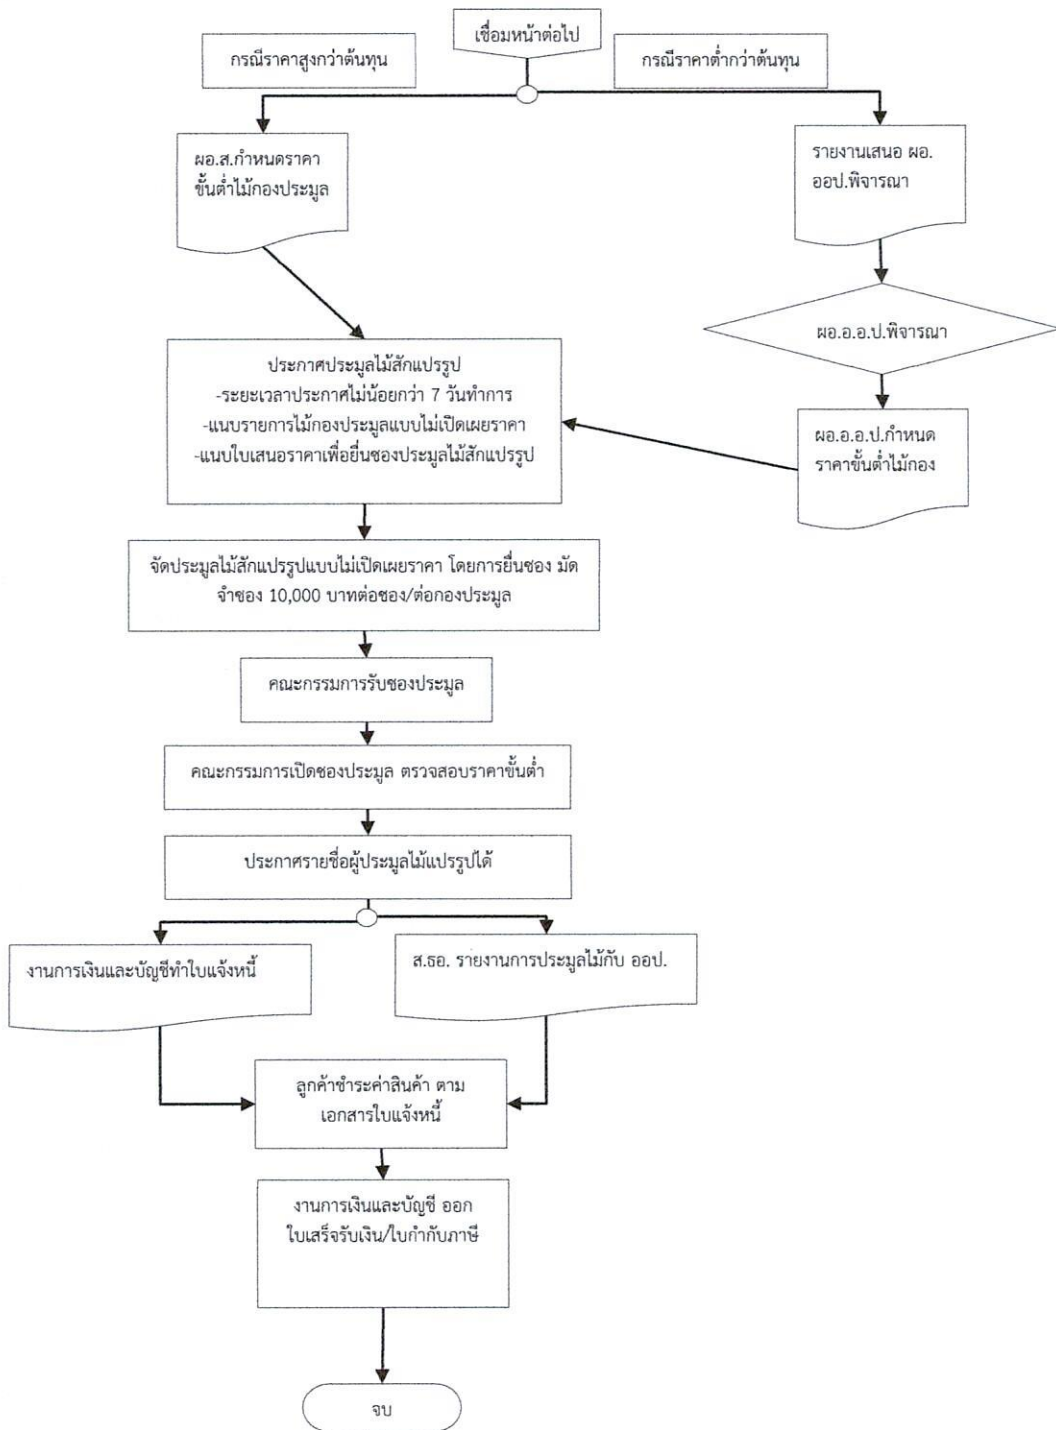 เชื่อมหน้าต่อไป
กรณีราคาสูงกว่าต้นทุน
กรณีราคาต่ำกว่าต้นทุน
ผอ.ส.กำหนดราคา
ขั้นต่ำไม้กองประมูล
รายงานเสนอ ผอ.
ออป.พิจารณา
ผอ.อ.อ.ป.พิจารณา
ผอ.อ.อ.ป.กำหนด
ราคาขั้นต่ำไม้กอง
ประกาศประมูลไม้สักแปรรูป
-ระยะเวลาประกาศไม่น้อยกว่า 7 วันทำการ
-แนบรายการไม้กองประมูลแบบไม่เปิดเผยราคา
-แนบใบเสนอราคาเพื่อยื่นซองประมูลไม้สักแปรรูป
จัดประมูลไม้สักแปรรูปแบบไม่เปิดเผยราคา โดยการยื่นซอง มัด
จำซอง 10,000 บาทต่อซอง/ต่อกองประมูล
คณะกรรมการรับซองประมูล
คณะกรรมการเปิดซองประมูล ตรวจสอบราคาขั้นต่ำ
ประกาศรายชื่อผู้ประมูลไม้แปรรูปได้
งานการเงินและบัญชีทำใบแจ้งหนี้
ส.ธอ. รายงานการประมูลไม้กับ ออป.
ลูกค้าชำระค่าสินค้า ตาม
เอกสารใบแจ้งหนี้
งานการเงินและบัญชี ออก
ใบเสร็จรับเงิน/ใบกำกับภาษี
จบ